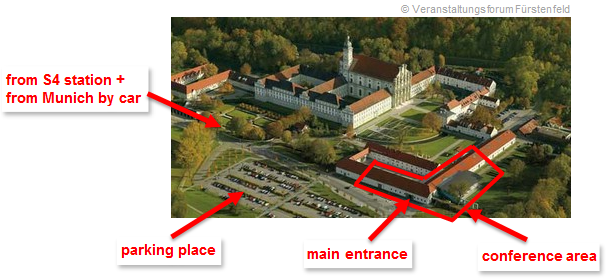 © Veranstaltungsforum Fürstenfeld
from S4 station +
from Munich by car
parking place
main entrance
conference area